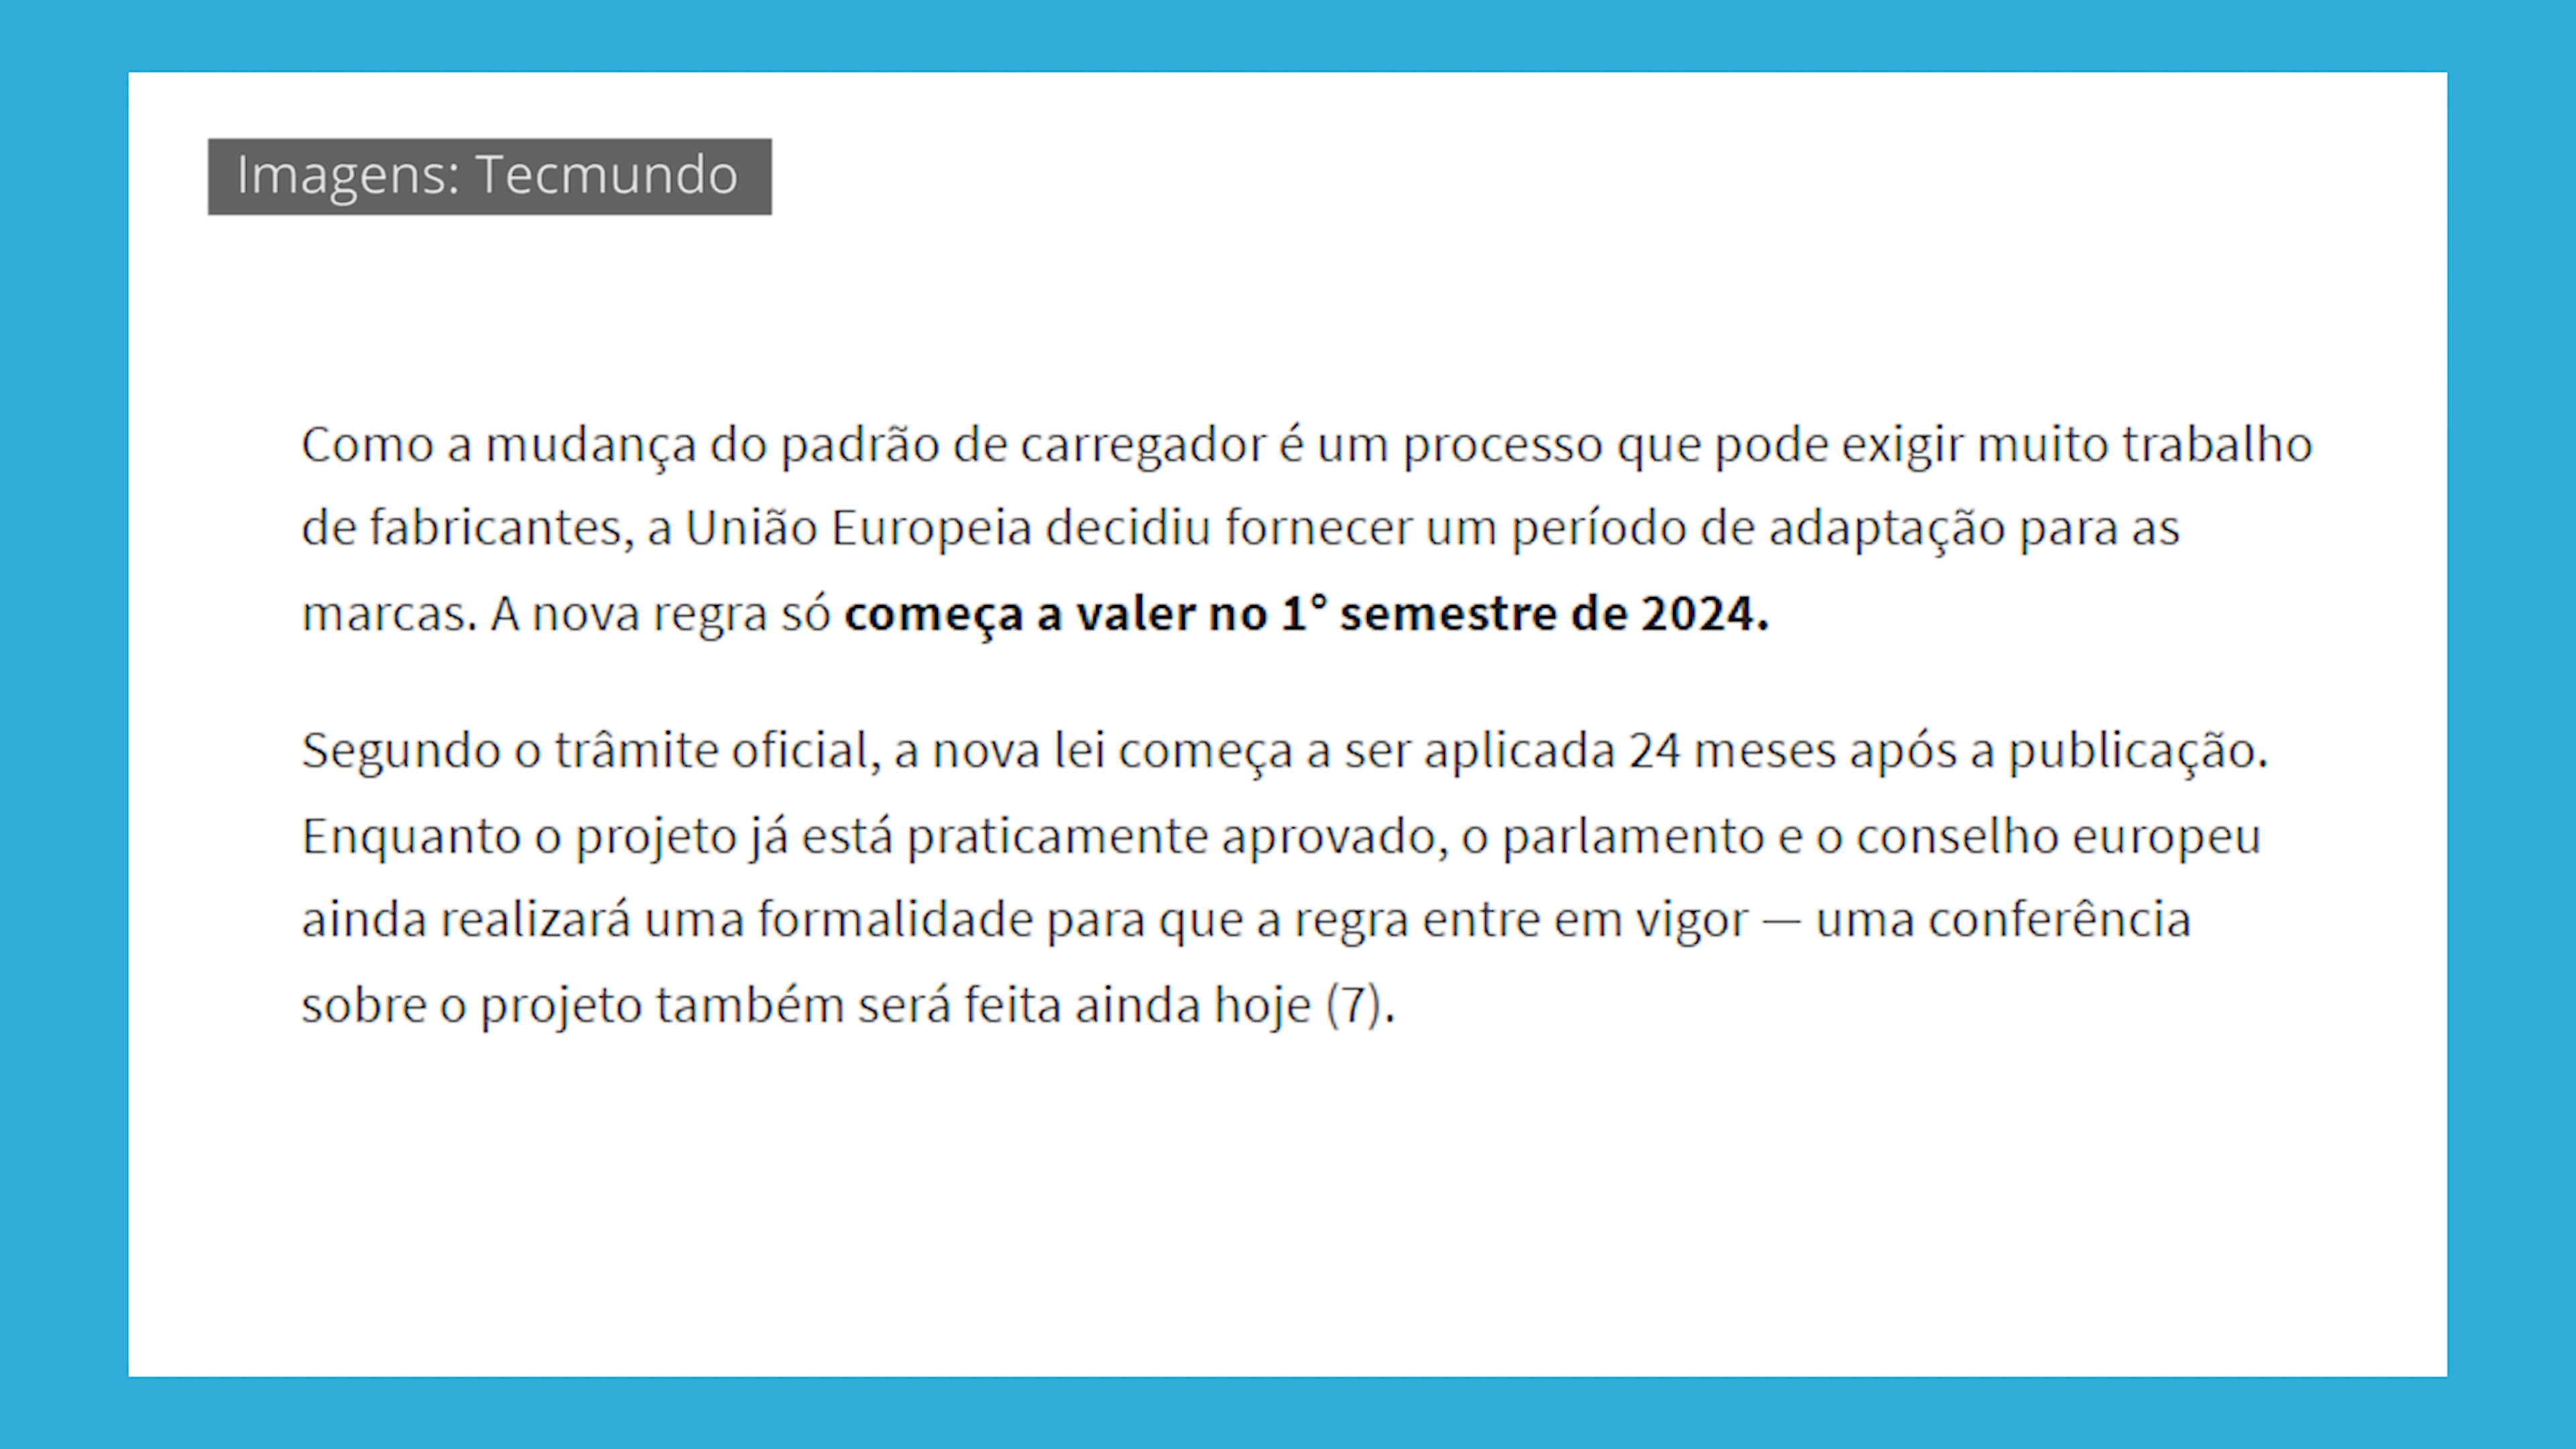 Imagens: Tecmundo
Como a mudança do padrão de carregador é um processo que pode exigir muito trabalho
de fabricantes, a União Europeia decidiu fornecer um período de adaptação para as
marcas. A nova regra só começa a valer no 1° semestre de 2024.
Segundo o trâmite oficial, a nova lei começa a ser aplicada 24 meses após a publicação.
Enquanto o projeto já está praticamente aprovado, o parlamento e o conselho europeu
ainda realizará uma formalidade para que a regra entre em vigor — uma conferência
sobre o projeto também será feita ainda hoje (7).